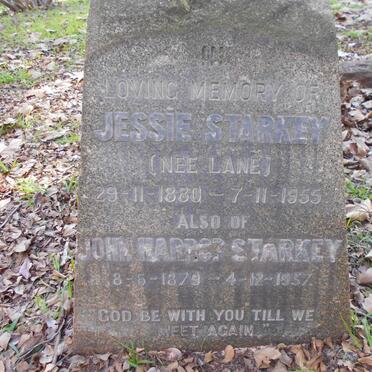 IN
LOVING MEMORY OF
JESSIE STARKEY
(NEE LANE)
29-11-1880 - 7-11-1955
ALSO OF
JOHN STARKEY
8-6-1879 - 4-12-1957
"GOD BE WITH YOU TILL WE
MEET AGAIN."